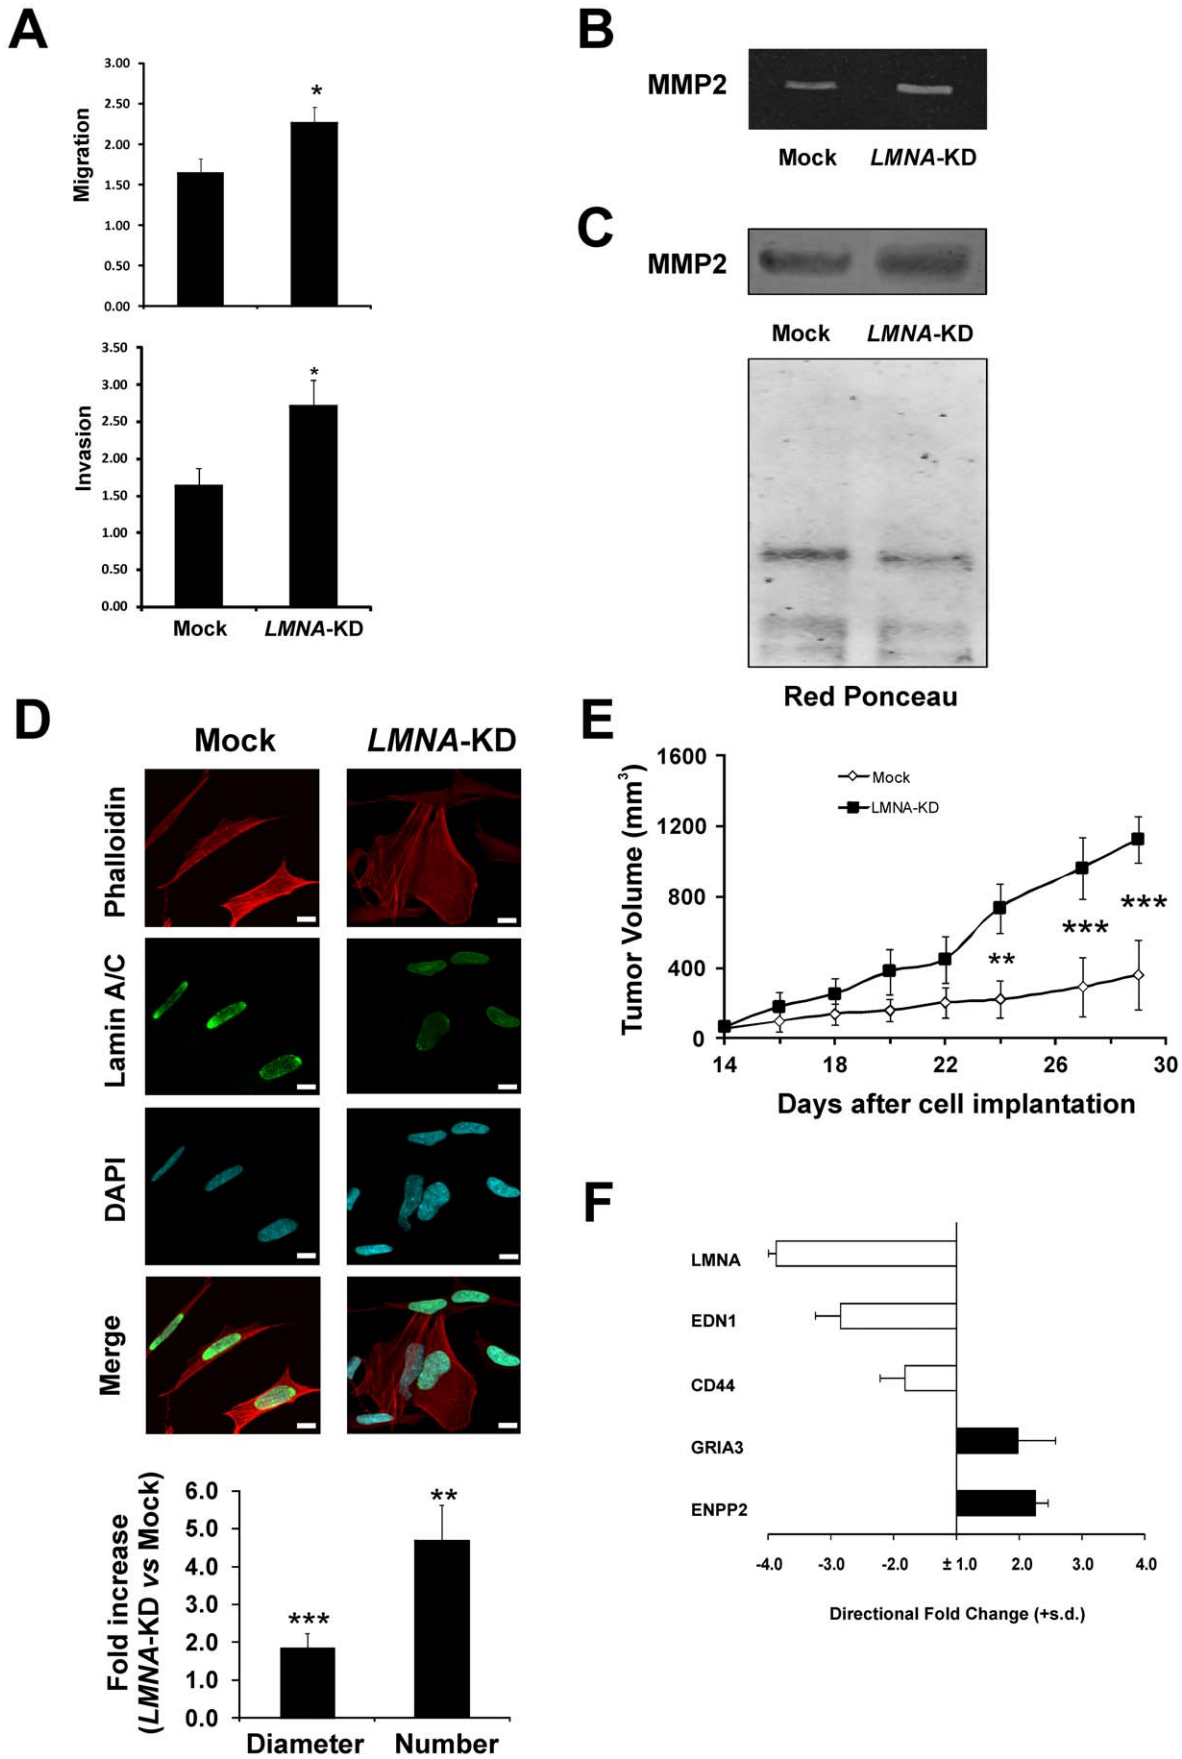 A
3.00
2.50
2.00
1.50
1.00
0.50
0.00
Migration
*
3.50
3.00
2.50
2.00
1.50
1.00
0.50
0.00
Invasion
*
Mock LMNA-KD
B
MMP2
Mock LMNA-KD
C
MMP2
Mock LMNA-KD
Red Ponceau
D
Mock LMNA-KD
Phalloidin
Lamin A/C
DAPI
Merge
Fold increase
(LMNA-KD vs Mock)
6.0
5.0
4.0
3.0
2.0
1.0
0.0
***
**
Diameter Number
E
Tumor Volume (mm³)
1600
1200
800
400
0
Mock
LMNA-KD
**
***
***
14 18 22 26 30
Days after cell implantation
F
LMNA
EDN1
CD44
GRIA3
ENPP2
-4.0 -3.0 -2.0 ±1.0 2.0 3.0 4.0
Directional Fold Change (+s.d.)